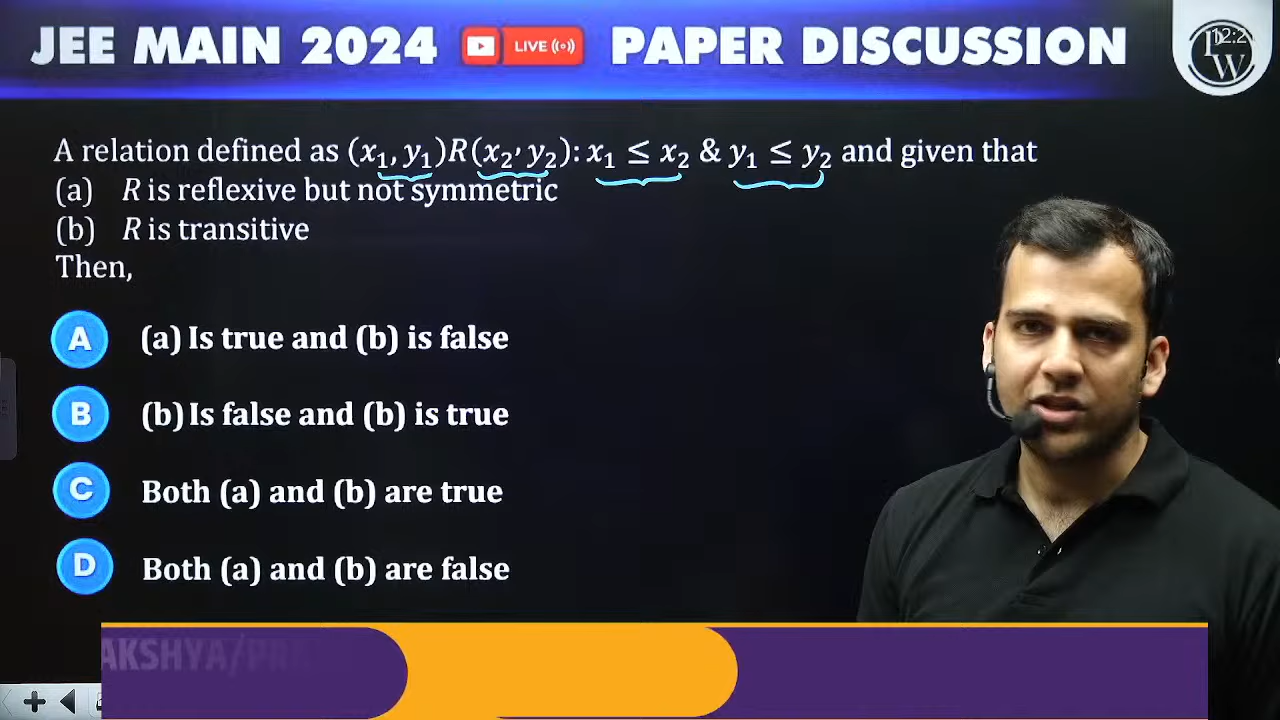 JEE MAIN 2024 LIVE PAPER DISCUSSION
W
A relation defined as (x₁, y₁)R(x₂, y₂): x₁ ≤ x₂ & y₁ ≤ y₂ and given that
(a) R is reflexive but not symmetric
(b) R is transitive
Then,
A (a) Is true and (b) is false
B (b) Is false and (b) is true
C Both (a) and (b) are true
D Both (a) and (b) are false